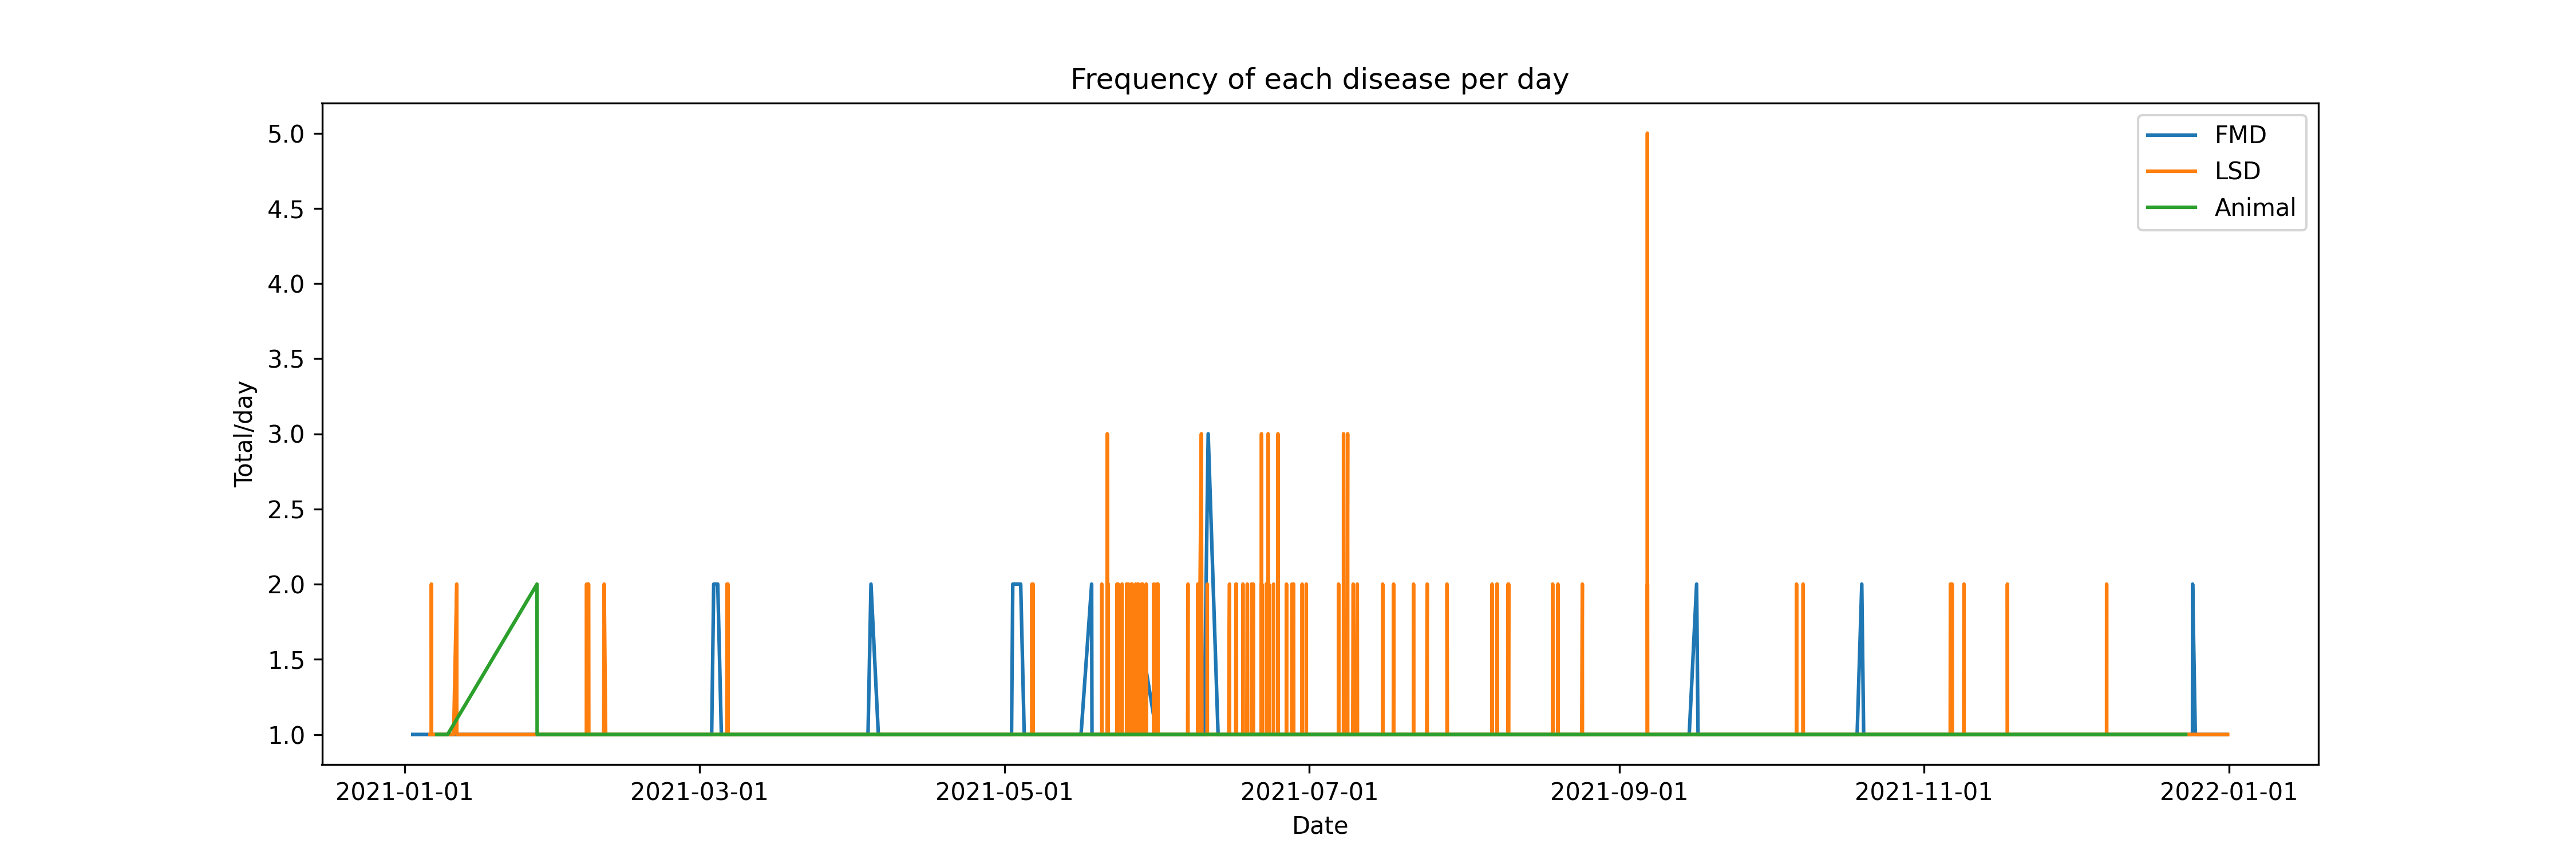 Frequency of each disease per day
5.0
4.5
4.0
3.5
3.0
2.5
2.0
1.5
1.0
Total/day
FMD
LSD
Animal
2021-01-01
2021-03-01
2021-05-01
2021-07-01
2021-09-01
2021-11-01
2022-01-01
Date